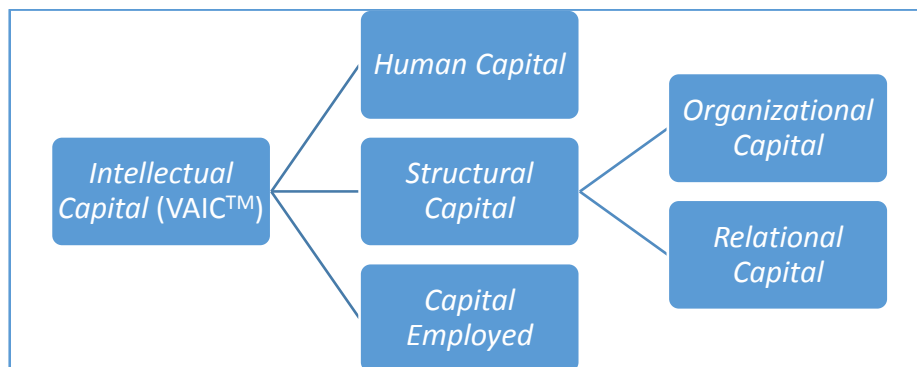 Human Capital
Organizational
Capital
Intellectual
Capital (VAIC™)
Structural
Capital
Relational
Capital
Capital
Employed